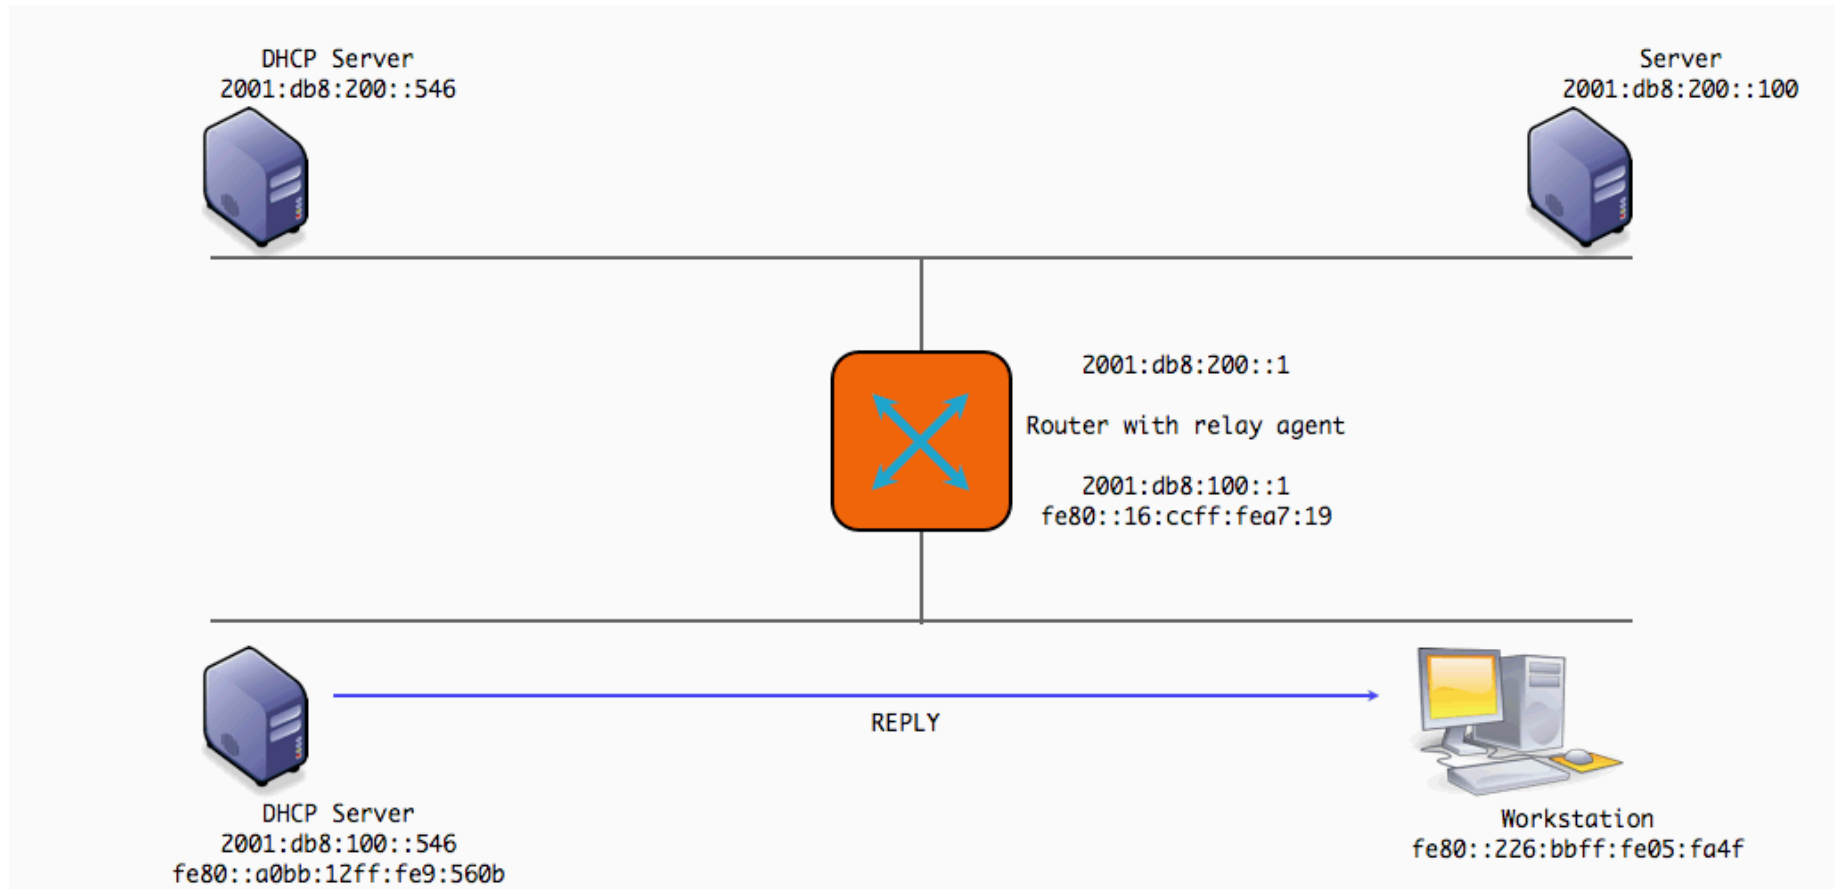 DHCP Server
2001:db8:200::546
Server
2001:db8:200::100
2001:db8:200::1
Router with relay agent
2001:db8:100::1
fe80::16:ccff:fea7:19
REPLY
DHCP Server
2001:db8:100::546
fe80::a0bb:12ff:fe9:560b
Workstation
fe80::226:bbff:fe05:fa4f